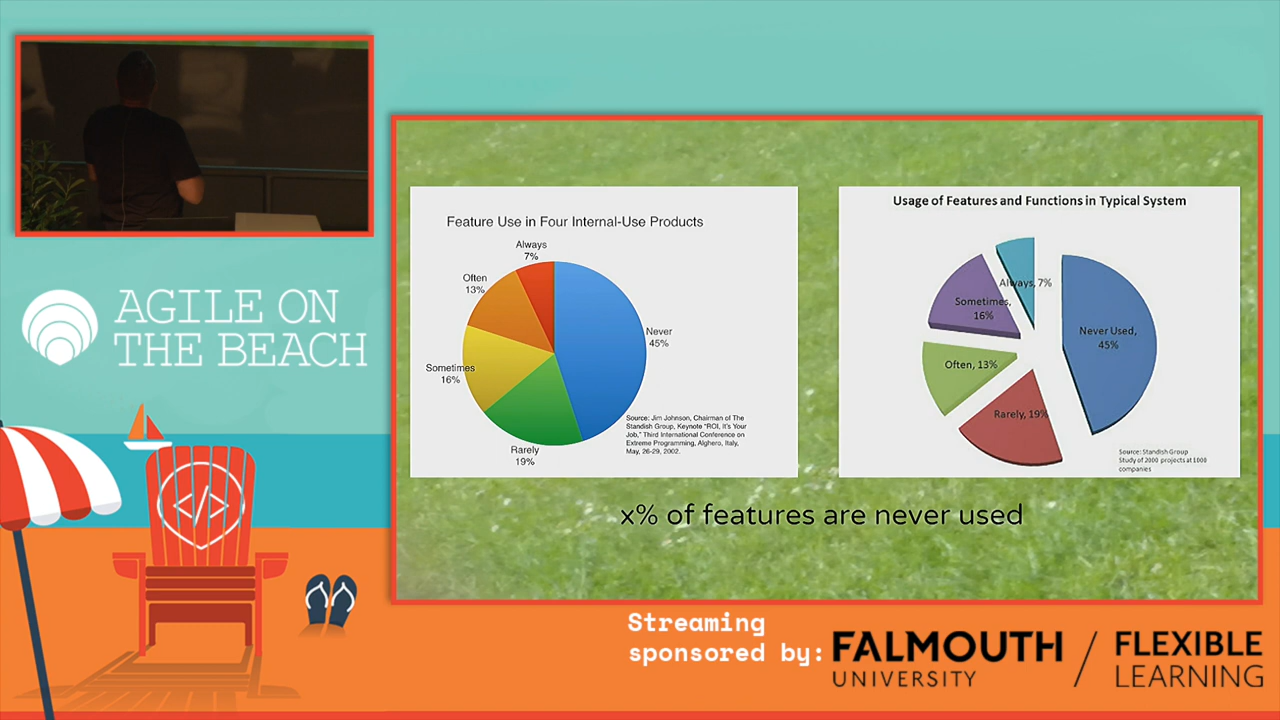 AGILE ON
THE BEACH
</>
Feature Use in Four Internal-Use Products
Always
7%
Often
13%
Sometimes
16%
Rarely
19%
Never
45%
Source: Jim Johnson, Chairman of The
Standish Group, Keynote "ROI, It's Your
Job," Third International Conference on
Extreme Programming, Alghero, Italy,
May, 26-29, 2002.
Usage of Features and Functions in Typical System
Always, 7%
Sometimes,
16%
Often, 13%
Rarely, 19%
Never Used,
45%
Source: Standish Group
Study of 2000 projects at 1000
companies
x% of features are never used
Streaming
sponsored by:
FALMOUTH
UNIVERSITY
/
FLEXIBLE
LEARNING